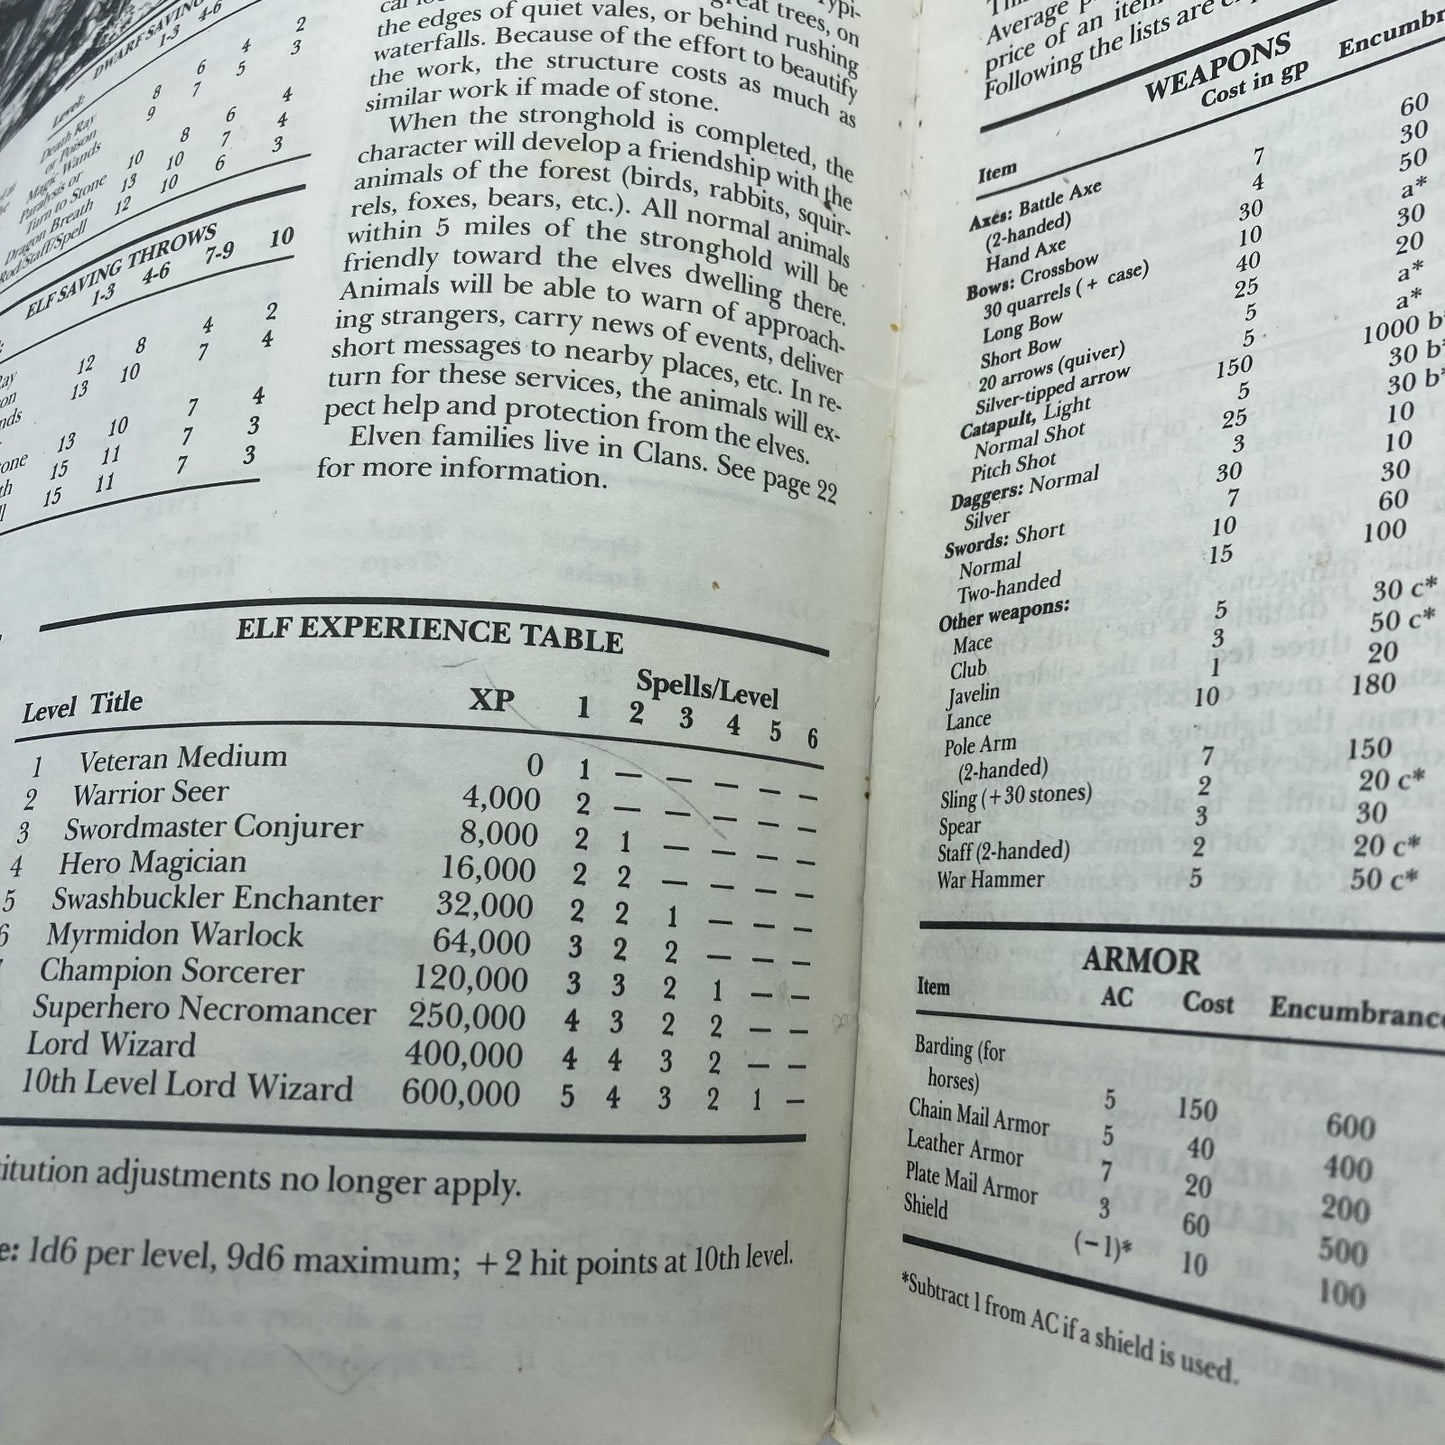 DWARF SAVING
Level: 1-3 4-6
Death Ray
or Poison 8 6 4 2
Magic Wands 9 7 5 3
Paralysis or
Turn to Stone 10 8 6 4
Dragon Breath 13 10 7 4
Rod/Staff/Spell 12 10 6 3
ELF SAVING THROWS
1-3 4-6 7-9 10
12 8 4 2
13 10 7 4
13 10 7 4
15 11 7 3
15 11 7 3
great trees, on
the edges of quiet vales, or behind rushing
waterfalls. Because of the effort to beautify
the work, the structure costs as much as
similar work if made of stone.
When the stronghold is completed, the
character will develop a friendship with the
animals of the forest (birds, rabbits, squir-
rels, foxes, bears, etc.). All normal animals
within 5 miles of the stronghold will be
friendly toward the elves dwelling there.
Animals will be able to warn of approach-
ing strangers, carry news of events, deliver
short messages to nearby places, etc. In re-
turn for these services, the animals will ex-
pect help and protection from the elves.
Elven families live in Clans. See page 22
for more information.
ELF EXPERIENCE TABLE
Spells/Level
Level Title XP 1 2 3 4 5 6
1 Veteran Medium 0 1 — — — — —
2 Warrior Seer 4,000 2 — — — — —
3 Swordmaster Conjurer 8,000 2 1 — — — —
4 Hero Magician 16,000 2 2 — — — —
5 Swashbuckler Enchanter 32,000 2 2 1 — — —
6 Myrmidon Warlock 64,000 3 2 2 — — —
Champion Sorcerer 120,000 3 3 2 1 — —
Superhero Necromancer 250,000 4 3 2 2 — —
Lord Wizard 400,000 4 4 3 2 — —
10th Level Lord Wizard 600,000 5 4 3 2 1 —
titution adjustments no longer apply.
e: 1d6 per level, 9d6 maximum; +2 hit points at 10th level.
Average
price of an item
Following the lists are
WEAPONS
Item Cost in gp Encumbr
Axes: Battle Axe
(2-handed) 7 60
Hand Axe 4 30
Bows: Crossbow 30 50
30 quarrels (+ case) 10 a*
Long Bow 40 30
Short Bow 25 20
20 arrows (quiver) 5 a*
Silver-tipped arrow 5 a*
Catapult, Light 150 1000 b*
Normal Shot 5 30 b*
Pitch Shot 25 30 b*
Daggers: Normal 3 10
Silver 30 10
Swords: Short 7 30
Normal 10 60
Two-handed 15 100
Other weapons:
Mace 5 30 c*
Club 3 50 c*
Javelin 1 20
Lance 10 180
Pole Arm
(2-handed) 7 150
Sling (+30 stones) 2 20 c*
Spear 3 30
Staff (2-handed) 2 20 c*
War Hammer 5 50 c*
ARMOR
Item AC Cost Encumbrance
Barding (for
horses) 5 150 600
Chain Mail Armor 5 40 400
Leather Armor 7 20 200
Plate Mail Armor 3 60 500
Shield (−1)* 10 100
*Subtract 1 from AC if a shield is used.